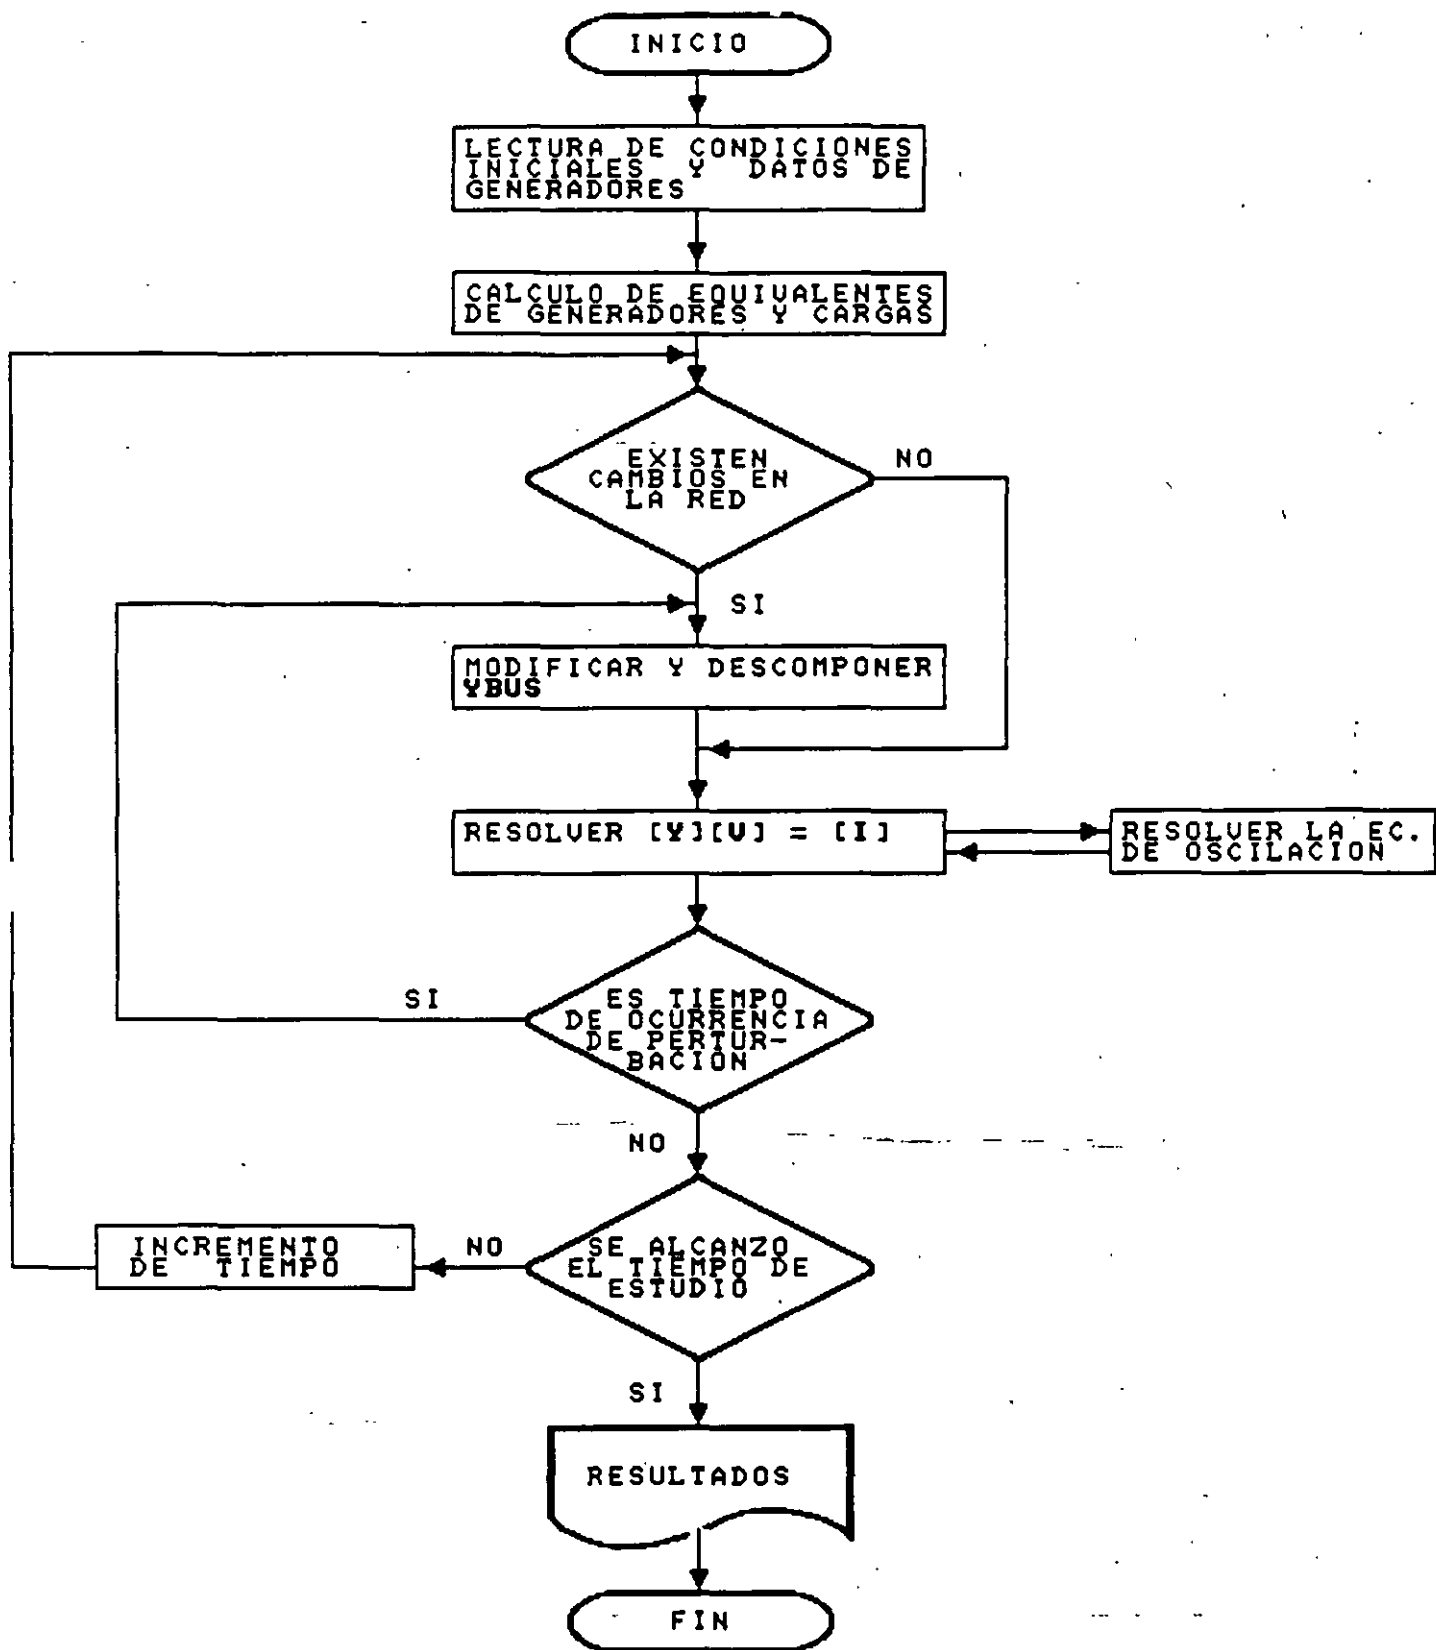 INICIO
LECTURA DE CONDICIONES
INICIALES Y DATOS DE
GENERADORES
CALCULO DE EQUIVALENTES
DE GENERADORES Y CARGAS
EXISTEN
CAMBIOS EN
LA RED
NO
SI
MODIFICAR Y DESCOMPONER
YBUS
RESOLVER [Y][V] = [I]
RESOLVER LA EC.
DE OSCILACION
ES TIEMPO
DE OCURRENCIA
DE PERTUR-
BACION
SI
NO
SE ALCANZO
EL TIEMPO DE
ESTUDIO
NO
INCREMENTO
DE TIEMPO
SI
RESULTADOS
FIN